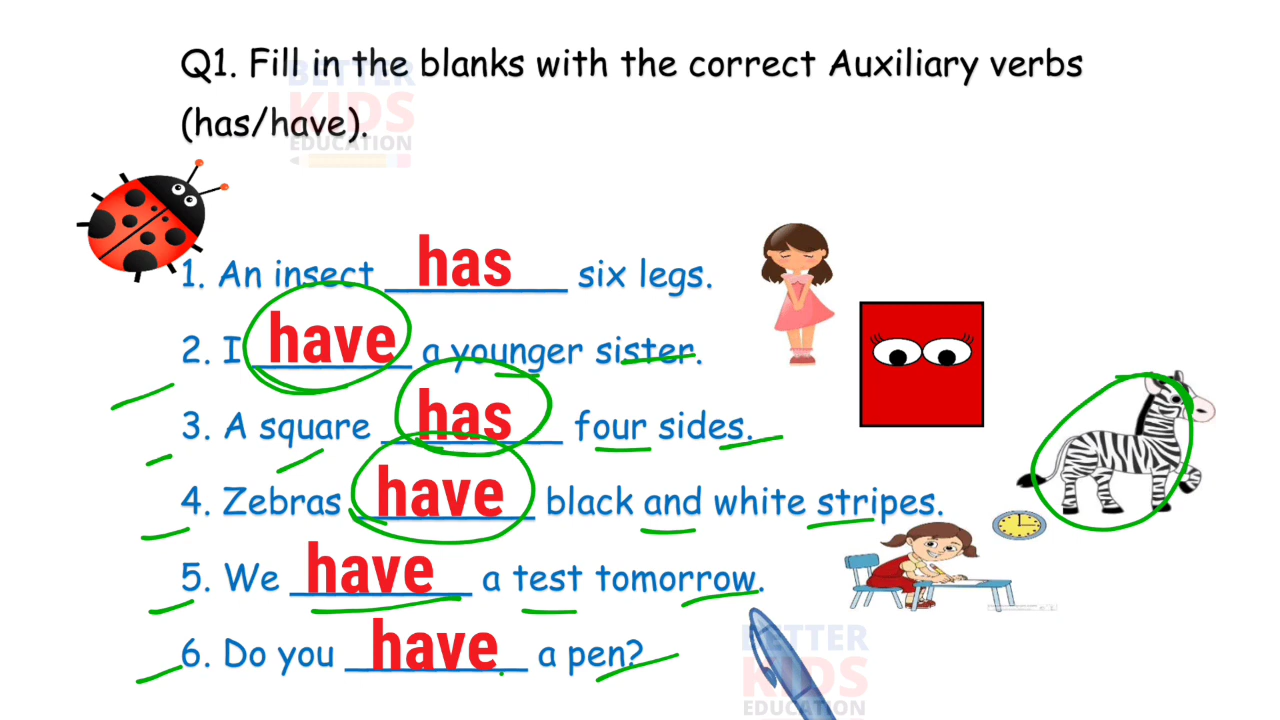 Q1. Fill in the blanks with the correct Auxiliary verbs
(has/have).
BETTER
KIDS
EDUCATION
1. An insect has six legs.
2. I have a younger sister.
3. A square has four sides.
4. Zebras have black and white stripes.
5. We have a test tomorrow.
6. Do you have a pen?
BETTER
KIDS
EDUCATION